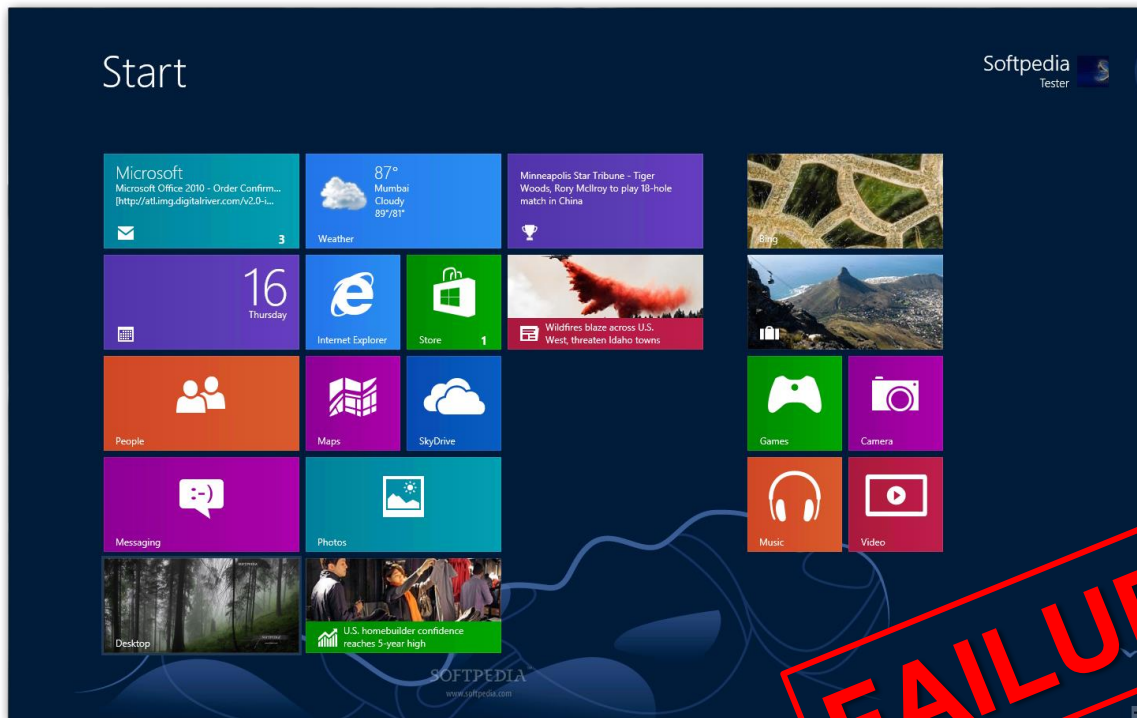 Start
Softpedia
Tester
Microsoft
Microsoft Office 2010 - Order Confirm...
[http://atl.img.digitalriver.com/v2.0-i...
3
87°
Mumbai
Cloudy
89°/81°
Weather
Minneapolis Star Tribune - Tiger
Woods, Rory McIlroy to play 18-hole
match in China
Bing
16
Thursday
Internet Explorer
Store
1
Wildfires blaze across U.S.
West, threaten Idaho towns
People
Maps
SkyDrive
Games
Camera
:-)
Messaging
Photos
Music
Video
Desktop
U.S. homebuilder confidence
reaches 5-year high
SOFTPEDIA
www.softpedia.com